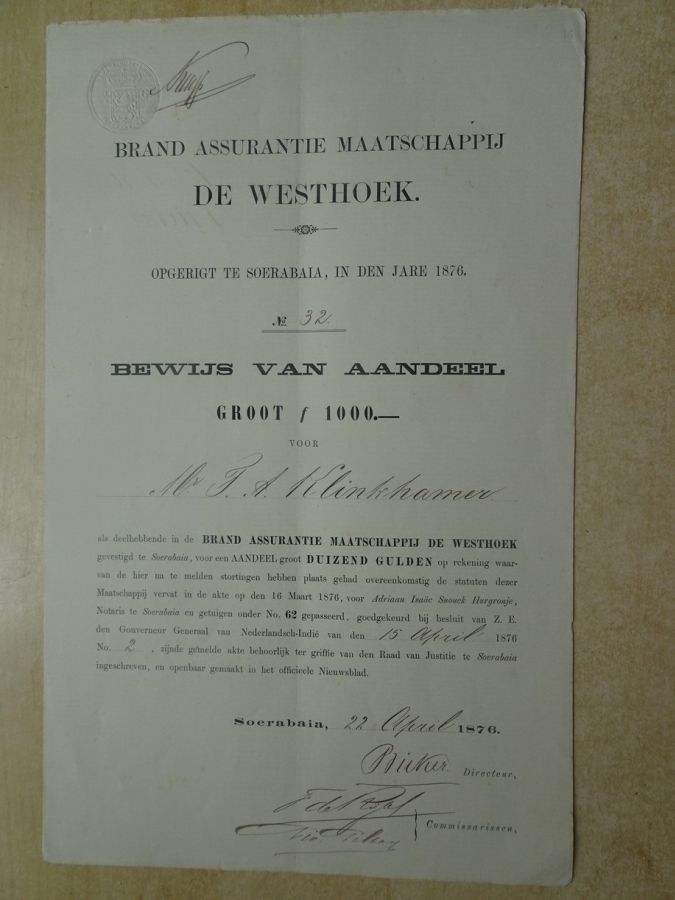 BRAND ASSURANTIE MAATSCHAPPIJ
DE WESTHOEK.
OPGERIGT TE SOERABAIA, IN DEN JARE 1876.
№ 32.
BEWIJS VAN AANDEEL
GROOT f 1000.—
VOOR
Mr F. A. Klinkhamer.
als deelhebbende in de BRAND ASSURANTIE MAATSCHAPPIJ DE WESTHOEK
gevestigd te Soerabaia, voor een AANDEEL groot DUIZEND GULDEN op rekening waar-
van de hier na te melden stortingen hebben plaats gehad overeenkomstig de statuten dezer
Maatschappij vervat in de akte op den 16 Maart 1876, voor Adriaan Isaäc Snouck Hurgronje,
Notaris te Soerabaia en getuigen onder No. 62 gepasseerd, goedgekeurd bij besluit van Z. E.
den Gouverneur Generaal van Nederlandsch-Indië van den 15 April 1876
No. 2 . zijnde gemelde akte behoorlijk ter griffie van den Raad van Justitie te Soerabaia
ingeschreven, en openbaar gemaakt in het officieele Nieuwsblad.
Soerabaia, 22 April 1876.
Directeur,
Commissarissen,